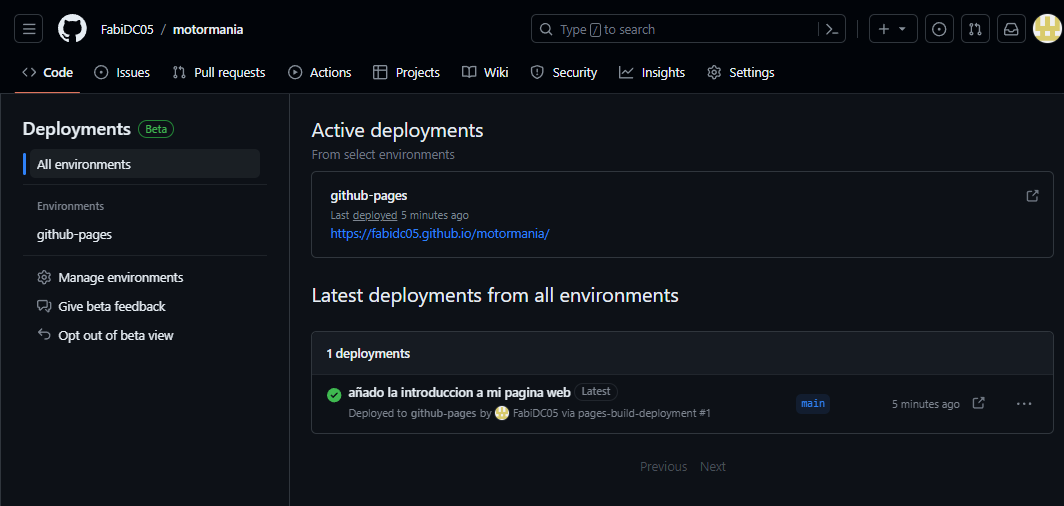 FabiDC05 / motormania
Type / to search
Code Issues Pull requests Actions Projects Wiki Security Insights Settings
Deployments Beta
All environments
Environments
github-pages
Manage environments
Give beta feedback
Opt out of beta view
Active deployments
From select environments
github-pages
Last deployed 5 minutes ago
https://fabidc05.github.io/motormania/
Latest deployments from all environments
1 deployments
añado la introduccion a mi pagina web Latest
Deployed to github-pages by FabiDC05 via pages-build-deployment #1
main
5 minutes ago
Previous Next